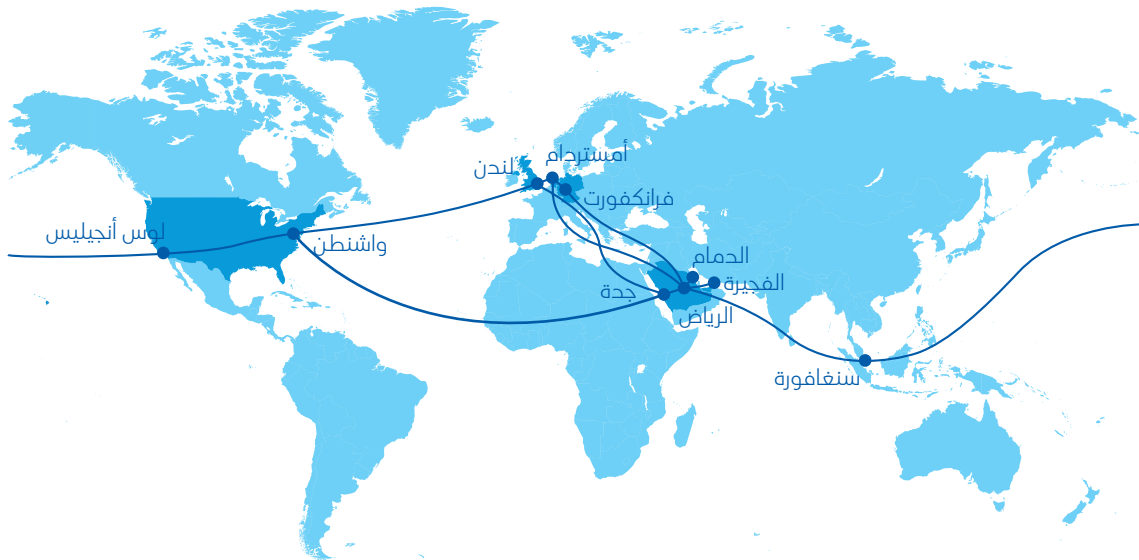 أمستردام
لندن
فرانكفورت
لوس أنجيليس
واشنطن
الدمام
الفجيرة
جدة
الرياض
سنغافورة